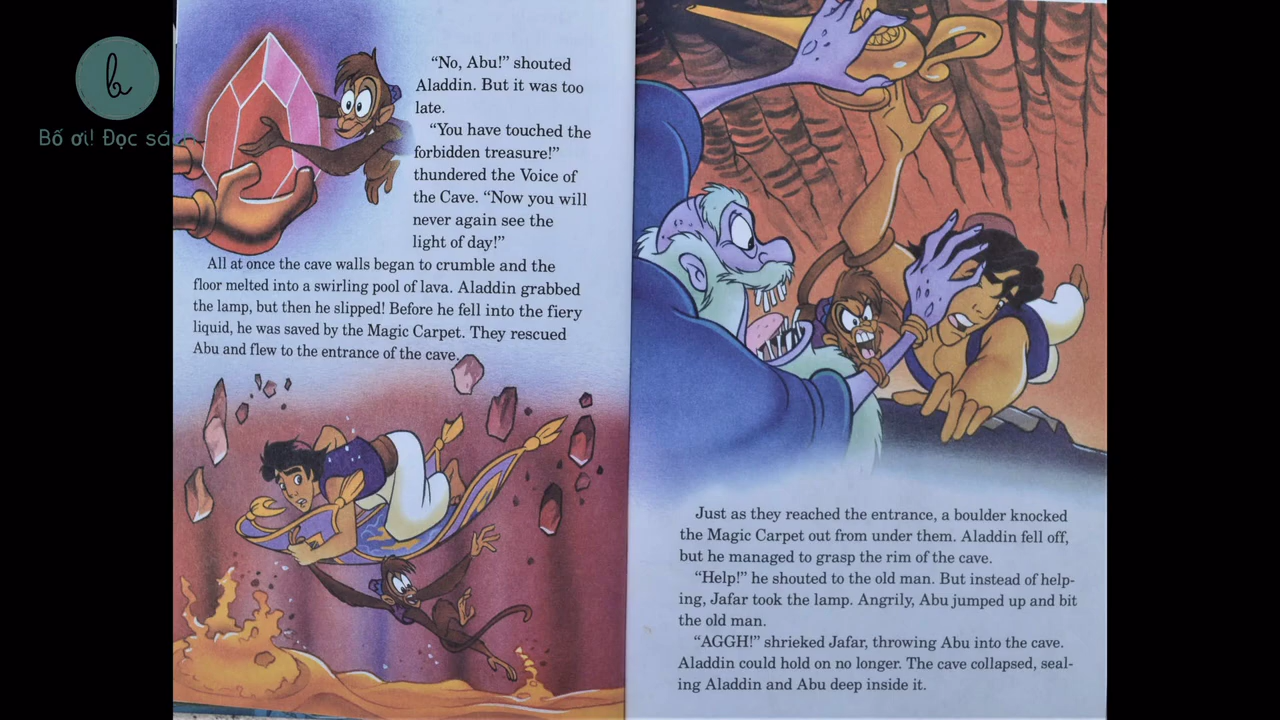 b
Bố ơi! Đọc sách
“No, Abu!” shouted
Aladdin. But it was too
late.
“You have touched the
forbidden treasure!”
thundered the Voice of
the Cave. “Now you will
never again see the
light of day!”
All at once the cave walls began to crumble and the
floor melted into a swirling pool of lava. Aladdin grabbed
the lamp, but then he slipped! Before he fell into the fiery
liquid, he was saved by the Magic Carpet. They rescued
Abu and flew to the entrance of the cave.
Just as they reached the entrance, a boulder knocked
the Magic Carpet out from under them. Aladdin fell off,
but he managed to grasp the rim of the cave.
“Help!” he shouted to the old man. But instead of help-
ing, Jafar took the lamp. Angrily, Abu jumped up and bit
the old man.
“AGGH!” shrieked Jafar, throwing Abu into the cave.
Aladdin could hold on no longer. The cave collapsed, seal-
ing Aladdin and Abu deep inside it.